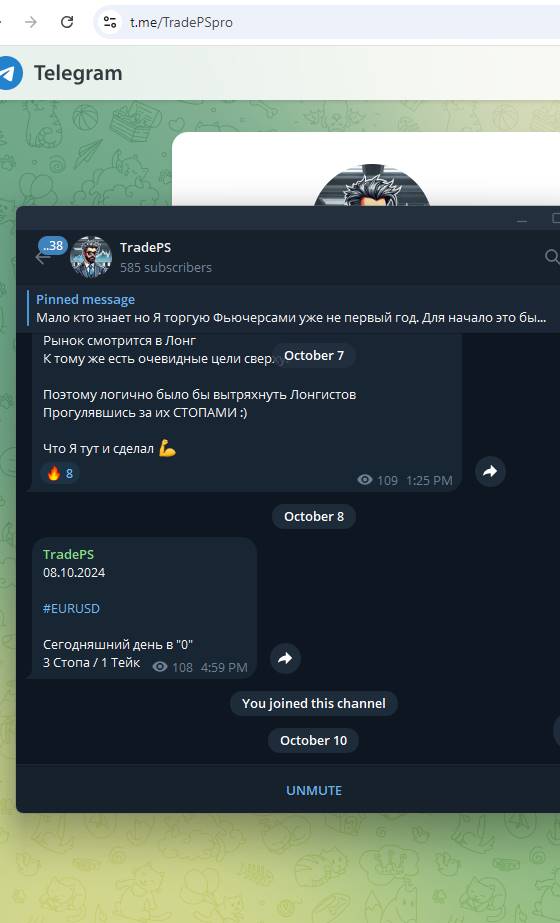 t.me/TradePSpro
Telegram
..38
TradePS
585 subscribers
Pinned message
Мало кто знает но Я торгую Фьючерсами уже не первый год. Для начало это бы...
Рынок смотрится в Лонг
К тому же есть очевидные цели свер
October 7
Поэтому логично было бы вытряхнуть Лонгистов
Прогулявшись за их СТОПАМИ :)
Что Я тут и сделал 💪
🔥 8
109 1:25 PM
October 8
TradePS
08.10.2024
#EURUSD
Сегодняшний день в "0"
3 Стопа / 1 Тейк
108 4:59 PM
You joined this channel
October 10
UNMUTE